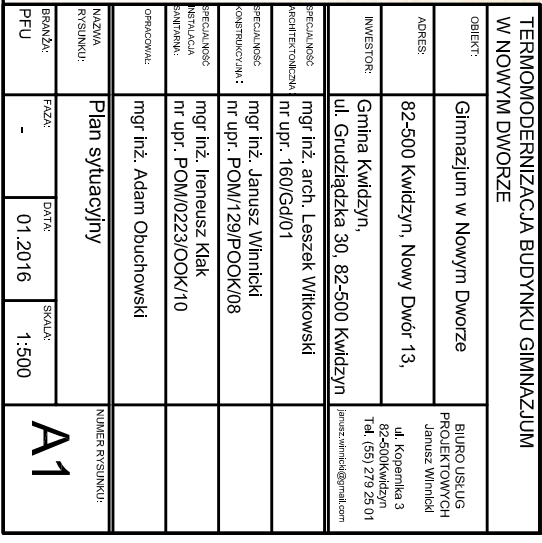 TERMOMODERNIZACJA BUDYNKU GIMNAZJUM
W NOWYM DWORZE
OBIEKT:
Gimnazjum w Nowym Dworze
ADRES:
82-500 Kwidzyn, Nowy Dwór 13,
INWESTOR:
Gmina Kwidzyn,
ul. Grudziądzka 30, 82-500 Kwidzyn
BIURO USŁUG
PROJEKTOWYCH
Janusz Winnicki
ul. Kopernika 3
82-500Kwidzyn
Tel. (55) 279 25 01
janusz.winnicki@gmail.com
SPECJALNOŚĆ
ARCHITEKTONICZNA:
mgr inż. arch. Leszek Witkowski
nr upr. 160/Gd/01
SPECJALNOŚĆ
KONSTRUKCYJNA:
mgr inż. Janusz Winnicki
nr upr. POM/129/POOK/08
SPECJALNOŚĆ
INSTALACJA
SANITARNA:
mgr inż. Ireneusz Klak
nr upr. POM/0223/OOK/10
OPRACOWAŁ:
mgr inż. Adam Obuchowski
NAZWA
RYSUNKU:
Plan sytuacyjny
NUMER RYSUNKU:
A1
BRANŻA:
PFU
FAZA:
-
DATA:
01.2016
SKALA:
1:500